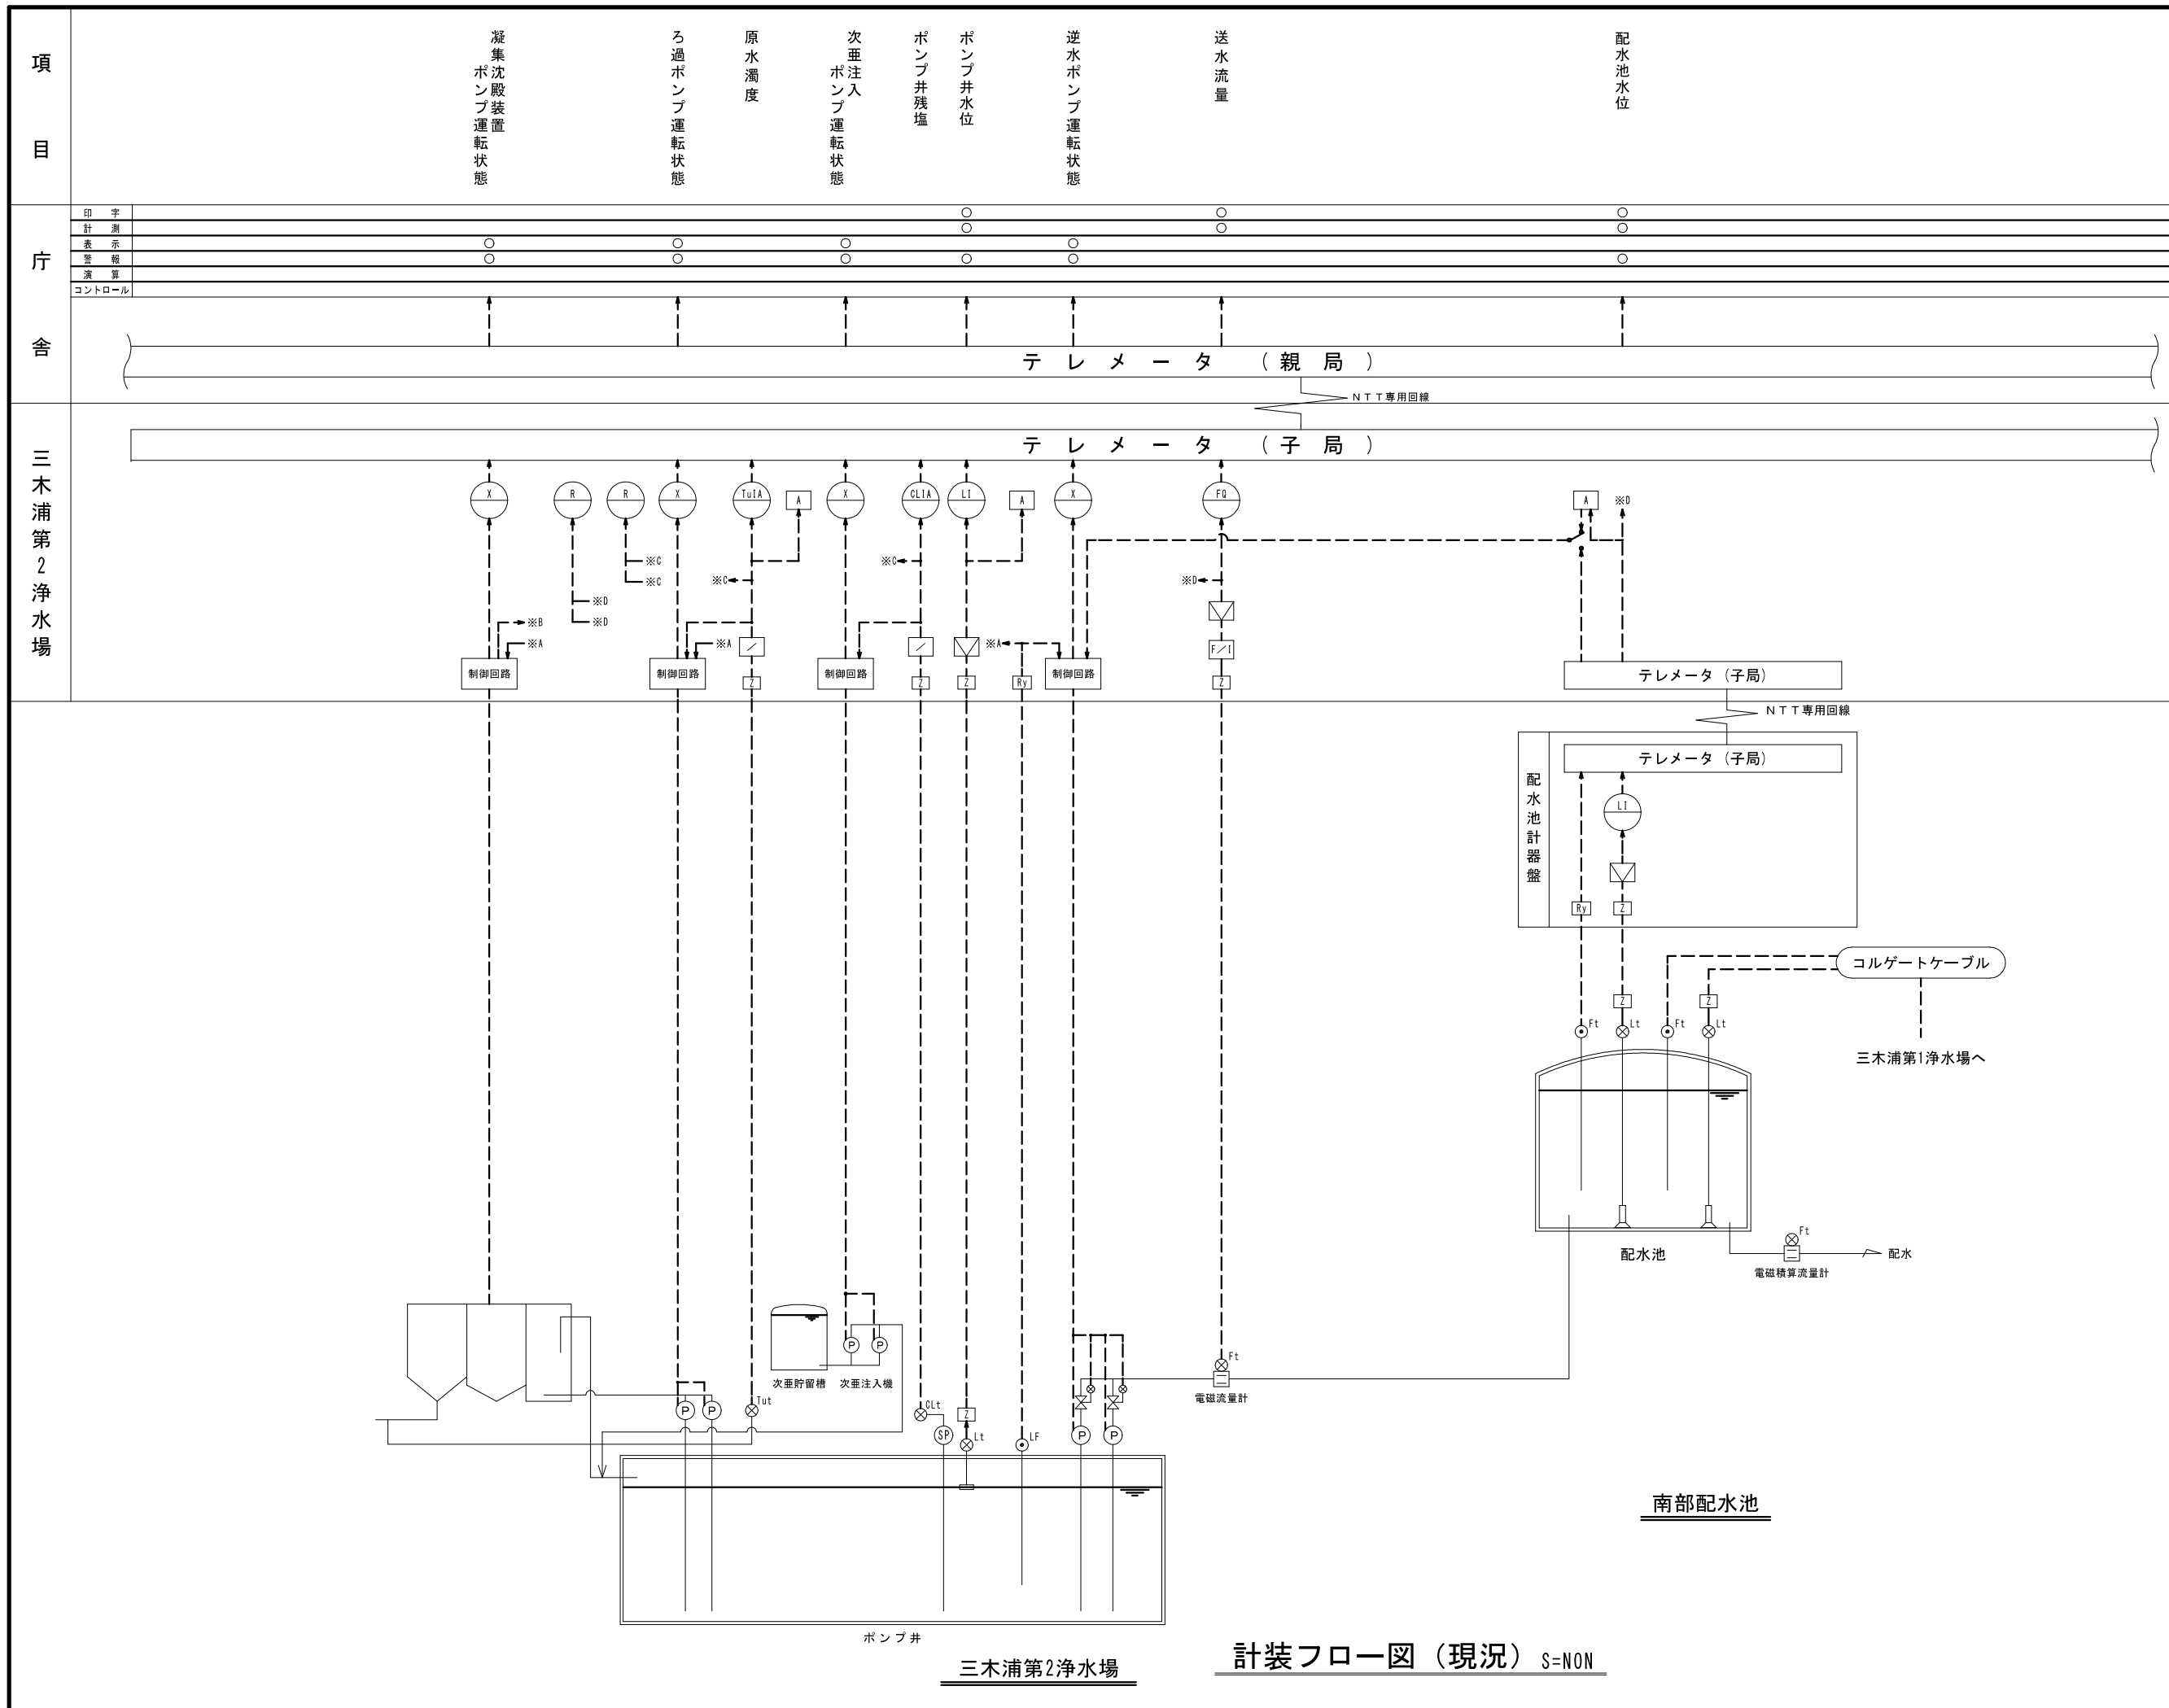 項目
凝集沈殿装置
ポンプ運転状態
ろ過ポンプ運転状態
原水濁度
次亜注入
ポンプ運転状態
ポンプ井残塩
ポンプ井水位
逆水ポンプ運転状態
送水流量
配水池水位
庁舎
印字
計測
表示
警報
演算
コントロール
テレメータ（親局）
NTT専用回線
三木浦第2浄水場
テレメータ（子局）
X
R
R
X
TuIA
A
X
CLIA
LI
A
X
FQ
A
※D
※C
※C
※C
※C
※D
※D
※D
※B
※A
※A
※A
F／I
制御回路
制御回路
Z
制御回路
Z
Z
Ry
制御回路
Z
テレメータ（子局）
NTT専用回線
配水池計器盤
テレメータ（子局）
LI
Ry
Z
コルゲートケーブル
Z
Z
Ft
Lt
Ft
Lt
三木浦第1浄水場へ
Ft
配水池
配水
電磁積算流量計
P
P
次亜貯留槽
次亜注入機
Ft
電磁流量計
P
P
Tut
CLt
Z
SP
Lt
LF
P
P
南部配水池
ポンプ井
三木浦第2浄水場
計装フロー図（現況） S=NON